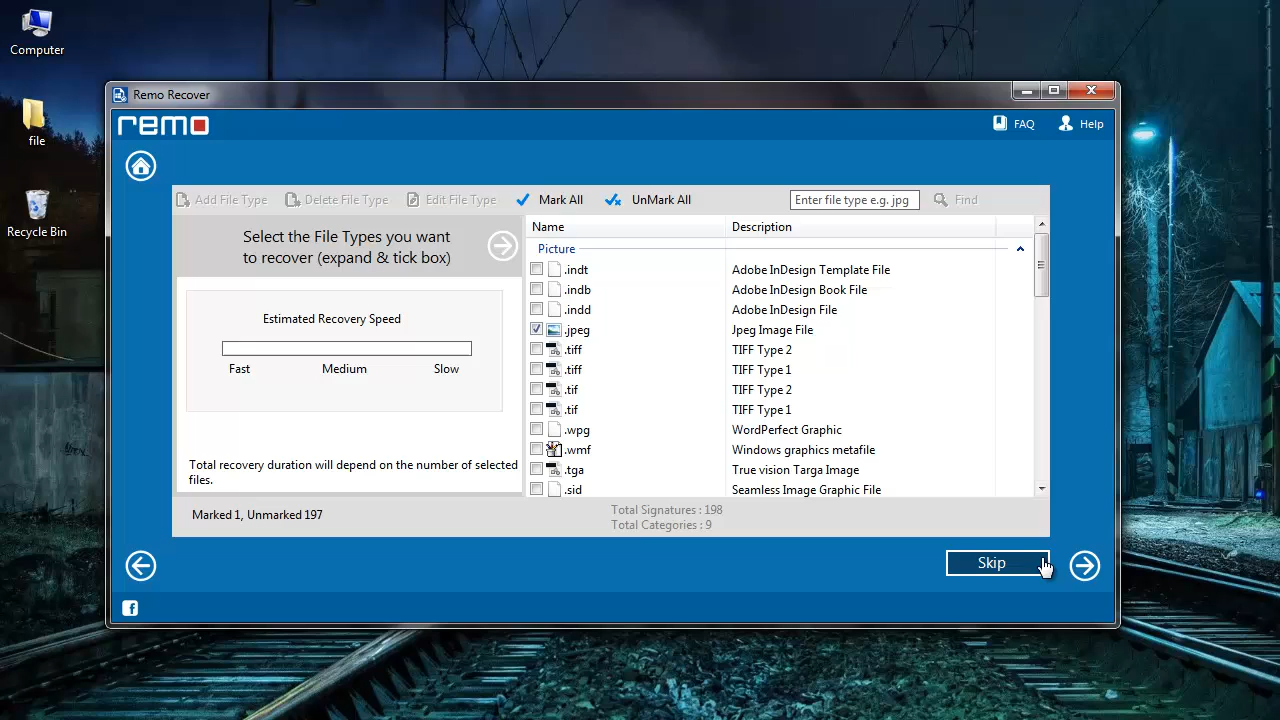 Computer
file
Recycle Bin
Remo Recover
remo
FAQ
Help
Add File Type
Delete File Type
Edit File Type
Mark All
UnMark All
Enter file type e.g. jpg
Find
Select the File Types you want
to recover (expand & tick box)
Estimated Recovery Speed
Fast Medium Slow
Total recovery duration will depend on the number of selected
files.
Name Description
Picture
.indt Adobe InDesign Template File
.indb Adobe InDesign Book File
.indd Adobe InDesign File
.jpeg Jpeg Image File
.tiff TIFF Type 2
.tiff TIFF Type 1
.tif TIFF Type 2
.tif TIFF Type 1
.wpg WordPerfect Graphic
.wmf Windows graphics metafile
.tga True vision Targa Image
.sid Seamless Image Graphic File
Marked 1, Unmarked 197
Total Signatures : 198
Total Categories : 9
Skip
f